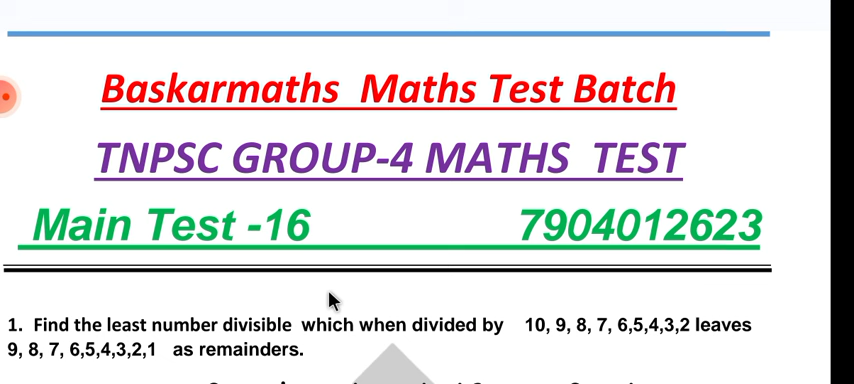 Baskarmaths Maths Test Batch
TNPSC GROUP-4 MATHS TEST
Main Test -16 7904012623
1. Find the least number divisible which when divided by 10, 9, 8, 7, 6,5,4,3,2 leaves
9, 8, 7, 6,5,4,3,2,1 as remainders.